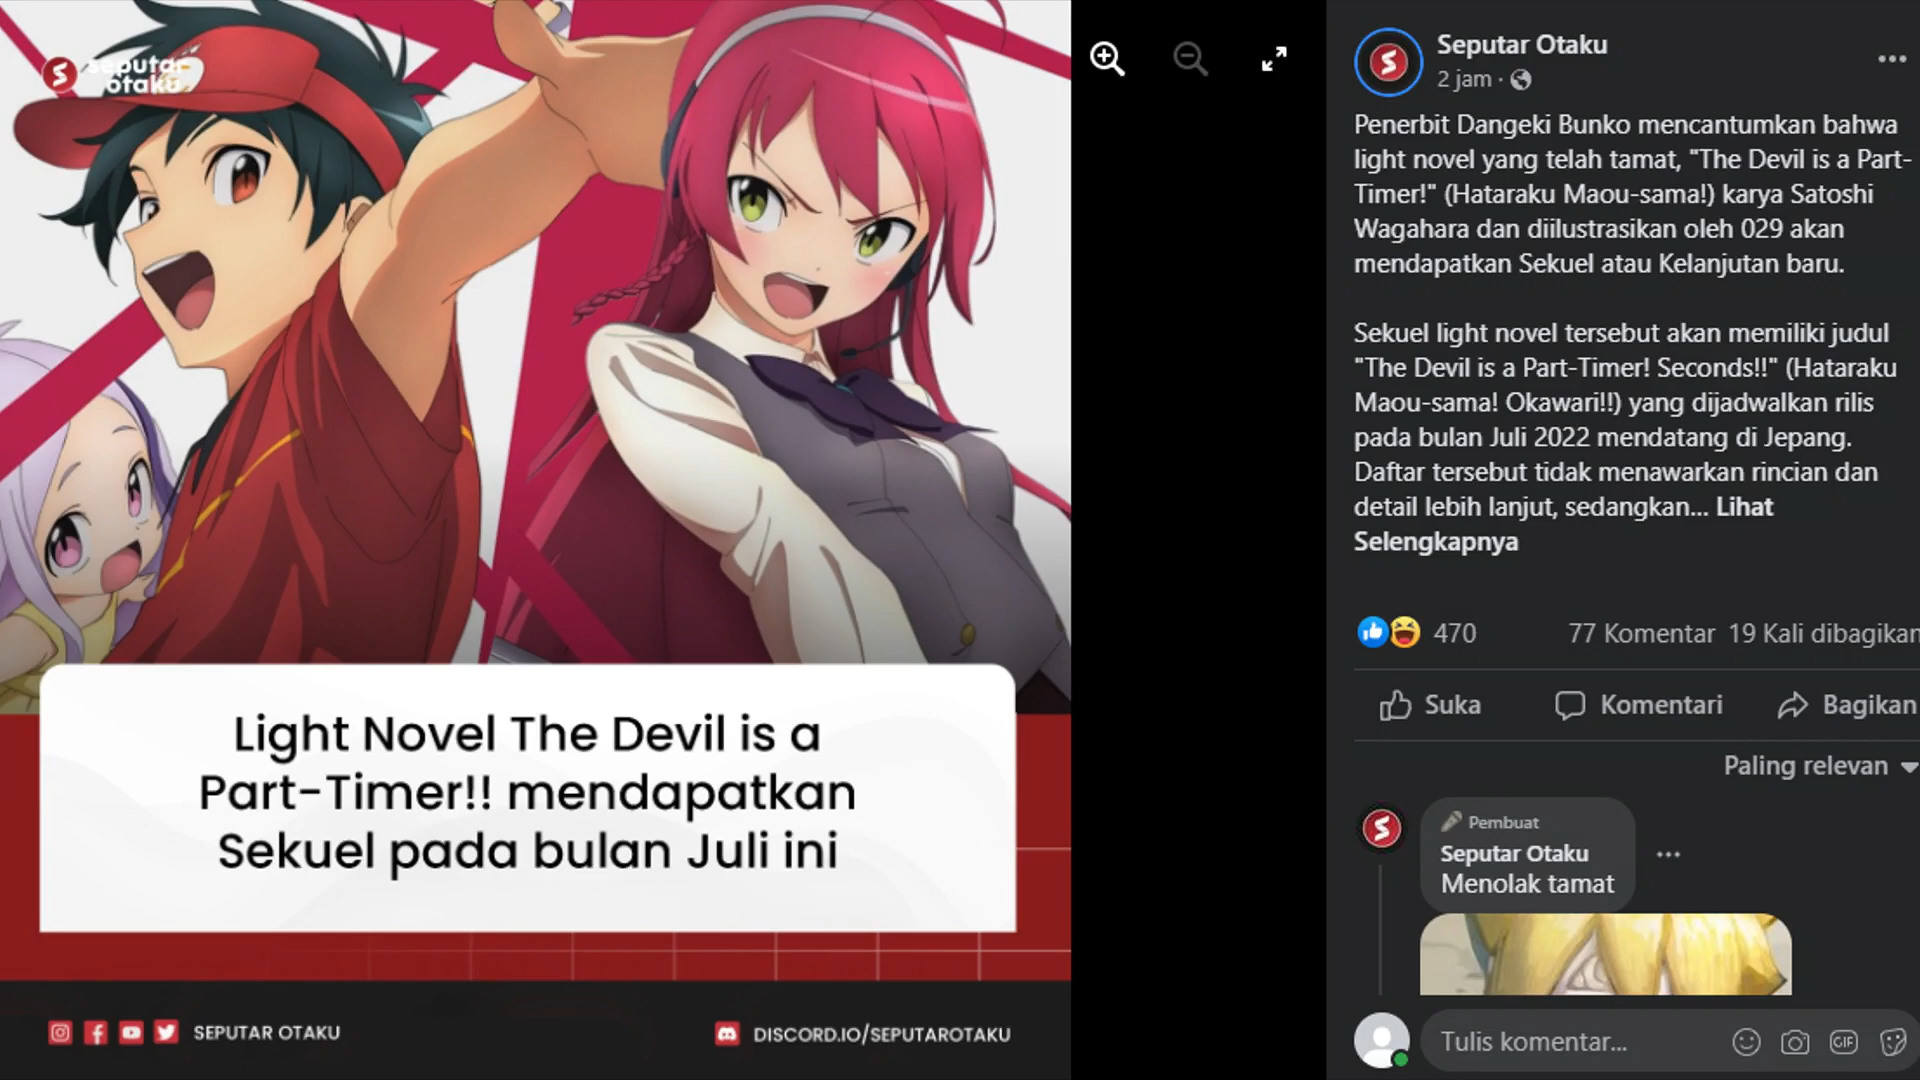 seputar
otaku
Light Novel The Devil is a
Part-Timer!! mendapatkan
Sekuel pada bulan Juli ini
SEPUTAR OTAKU
DISCORD.IO/SEPUTAROTAKU
Seputar Otaku
2 jam ·
Penerbit Dangeki Bunko mencantumkan bahwa
light novel yang telah tamat, "The Devil is a Part-
Timer!" (Hataraku Maou-sama!) karya Satoshi
Wagahara dan diilustrasikan oleh 029 akan
mendapatkan Sekuel atau Kelanjutan baru.
Sekuel light novel tersebut akan memiliki judul
"The Devil is a Part-Timer! Seconds!!" (Hataraku
Maou-sama! Okawari!!) yang dijadwalkan rilis
pada bulan Juli 2022 mendatang di Jepang.
Daftar tersebut tidak menawarkan rincian dan
detail lebih lanjut, sedangkan... Lihat
Selengkapnya
470 77 Komentar 19 Kali dibagikan
Suka Komentari Bagikan
Paling relevan
Pembuat
Seputar Otaku
Menolak tamat
Tulis komentar...
GIF